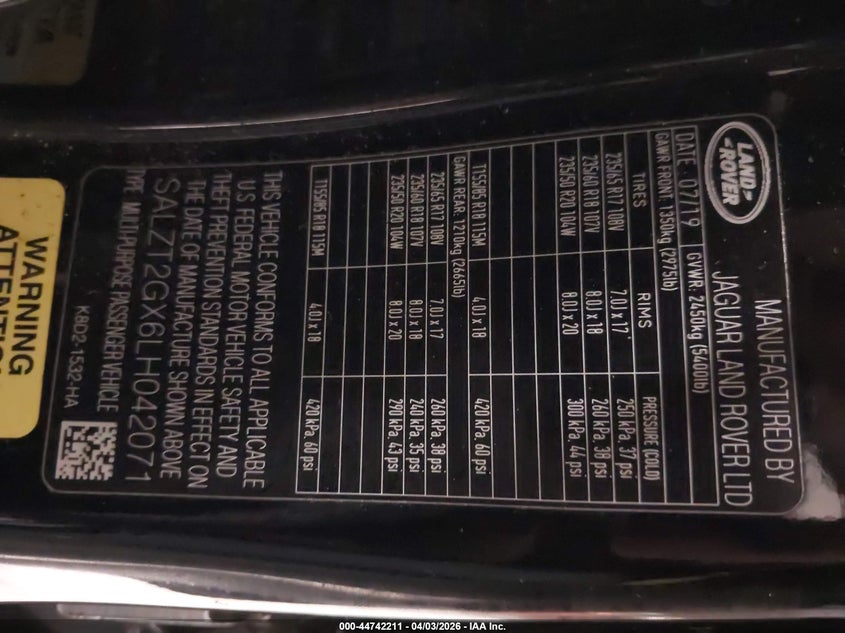 MANUFACTURED BY
JAGUAR LAND ROVER LTD
LAND
ROVER
DATE: 07/19 GVWR: 2450kg (5400lb)
GAWR FRONT: 1350kg (2975lb)
TIRES RIMS PRESSURE (COLD)
235/65 R17 108V 7.0J x 17 250 kPa, 37 psi
235/60 R18 107V 8.0J x 18 260 kPa, 38 psi
235/50 R20 104W 8.0J x 20 300 kPa, 44 psi
T155/85 R18 115M 4.0J x 18 420 kPa, 60 psi
GAWR REAR: 1210kg (2665lb)
235/65 R17 108V 7.0J x 17 260 kPa, 38 psi
235/60 R18 107V 8.0J x 18 240 kPa, 35 psi
235/50 R20 104W 8.0J x 20 290 kPa, 43 psi
T155/85 R18 115M 4.0J x 18 420 kPa, 60 psi
THIS VEHICLE CONFORMS TO ALL APPLICABLE
U.S. FEDERAL MOTOR VEHICLE SAFETY AND
THEFT PREVENTION STANDARDS IN EFFECT ON
THE DATE OF MANUFACTURE SHOWN ABOVE
SALZT2GX6LH042071
TYPE: MULTI PURPOSE PASSENGER VEHICLE
K8D2-1532-HA
WARNING
000-44742211 - 04/03/2026 - IAA Inc.